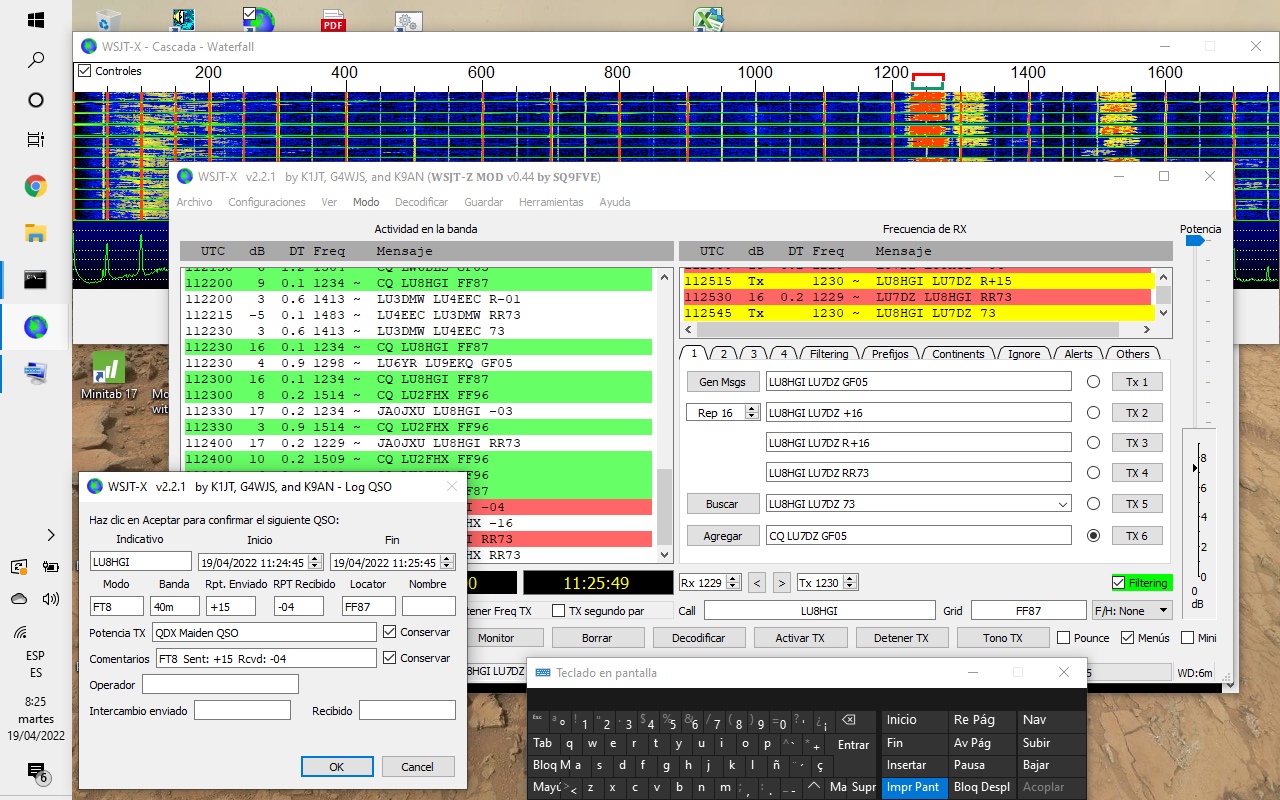 PDF
WSJT-X - Cascada - Waterfall
Controles
200 400 600 800 1000 1200 1400 1600
WSJT-X v2.2.1 by K1JT, G4WJS, and K9AN (WSJT-Z MOD v0.44 by SQ9FVE)
Archivo Configuraciones Ver Modo Decodificar Guardar Herramientas Ayuda
Actividad en la banda
UTC dB DT Freq Mensaje
112200 9 0.1 1234 ~ CQ LU8HGI FF87
112200 3 0.6 1413 ~ LU3DMW LU4EEC R-01
112215 -5 0.6 1483 ~ LU4EEC LU3DMW RR73
112230 3 0.6 1413 ~ LU3DMW LU4EEC 73
112230 16 0.1 1234 ~ CQ LU8HGI FF87
112230 4 0.9 1298 ~ LU6YR LU9EKQ GF05
112300 16 0.1 1234 ~ CQ LU8HGI FF87
112300 8 0.2 1514 ~ CQ LU2FHX FF96
112330 17 0.2 1234 ~ JA0JXU LU8HGI -03
112330 3 0.9 1514 ~ CQ LU2FHX FF96
112400 17 0.2 1229 ~ JA0JXU LU8HGI RR73
112400 10 0.2 1509 ~ CQ LU2FHX FF96
FF96
FF87
-04
HX -16
RR73
HX RR73
Frecuencia de RX
UTC dB DT Freq Mensaje
112515 Tx 1230 ~ LU8HGI LU7DZ R+15
112530 16 0.2 1229 ~ LU7DZ LU8HGI RR73
112545 Tx 1230 ~ LU8HGI LU7DZ 73
Potencia
1 2 3 4 Filtering Prefijos Continents Ignore Alerts Others
Gen Msgs LU8HGI LU7DZ GF05 Tx 1
Rep 16 LU8HGI LU7DZ +16 TX 2
LU8HGI LU7DZ R+16 TX 3
LU8HGI LU7DZ RR73 TX 4
Buscar LU8HGI LU7DZ 73 TX 5
Agregar CQ LU7DZ GF05 TX 6
8
6
4
2
0
0
dB
0 11:25:49 Rx 1229 < > Tx 1230 Filtering
tener Freq TX TX segundo par Call LU8HGI Grid FF87 F/H: None
Monitor Borrar Decodificar Activar TX Detener TX Tono TX Pounce Menús Mini
8HGI LU7DZ 5 WD:6m
Minitab 17
Mo
wit
WSJT-X v2.2.1 by K1JT, G4WJS, and K9AN - Log QSO
Haz clic en Aceptar para confirmar el siguiente QSO:
Indicativo Inicio Fin
LU8HGI 19/04/2022 11:24:45 19/04/2022 11:25:45
Modo Banda Rpt. Enviado RPT Recibido Locator Nombre
FT8 40m +15 -04 FF87
Potencia TX QDX Maiden QSO Conservar
Comentarios FT8 Sent: +15 Rcvd: -04 Conservar
Operador
Intercambio enviado Recibido
OK Cancel
Teclado en pantalla
Esc ª º ! 1 " 2 · 3 $ 4 % 5 & 6 / 7 ( 8 ) 9 = 0 ? ' ¿ ¡ Inicio Re Pág Nav
Tab q w e r t y u i o p ^ ` * + Entrar Fin Av Pág Subir
Bloq M a s d f g h j k l ñ ¨ ´ ç Insertar Pausa Bajar
Mayú > < z x c v b n m ; , : . _ - ^ Ma Supr Impr Pant Bloq Despl Acoplar
ESP
ES
8:25
martes
19/04/2022
6